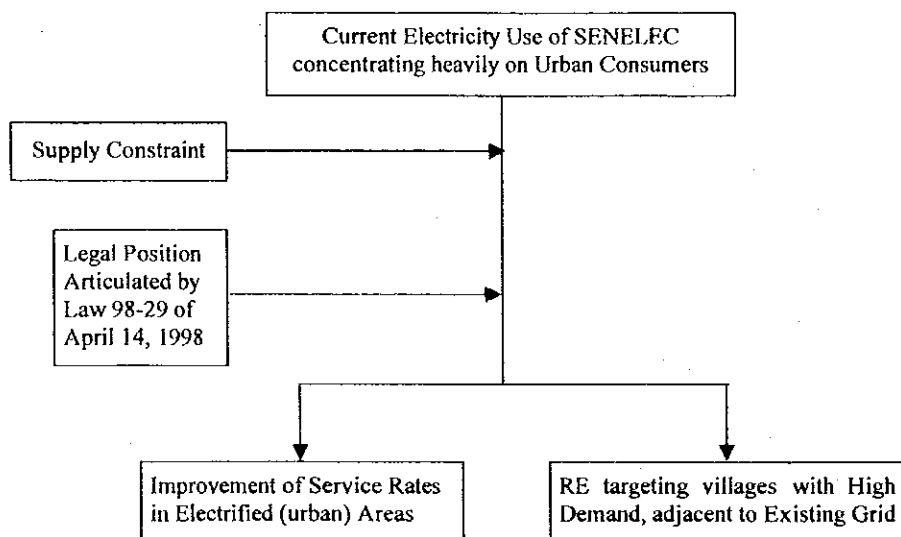 Current Electricity Use of SENELEC
concentrating heavily on Urban Consumers
Supply Constraint
Legal Position
Articulated by
Law 98-29 of
April 14, 1998
Improvement of Service Rates
in Electrified (urban) Areas
RE targeting villages with High
Demand, adjacent to Existing Grid